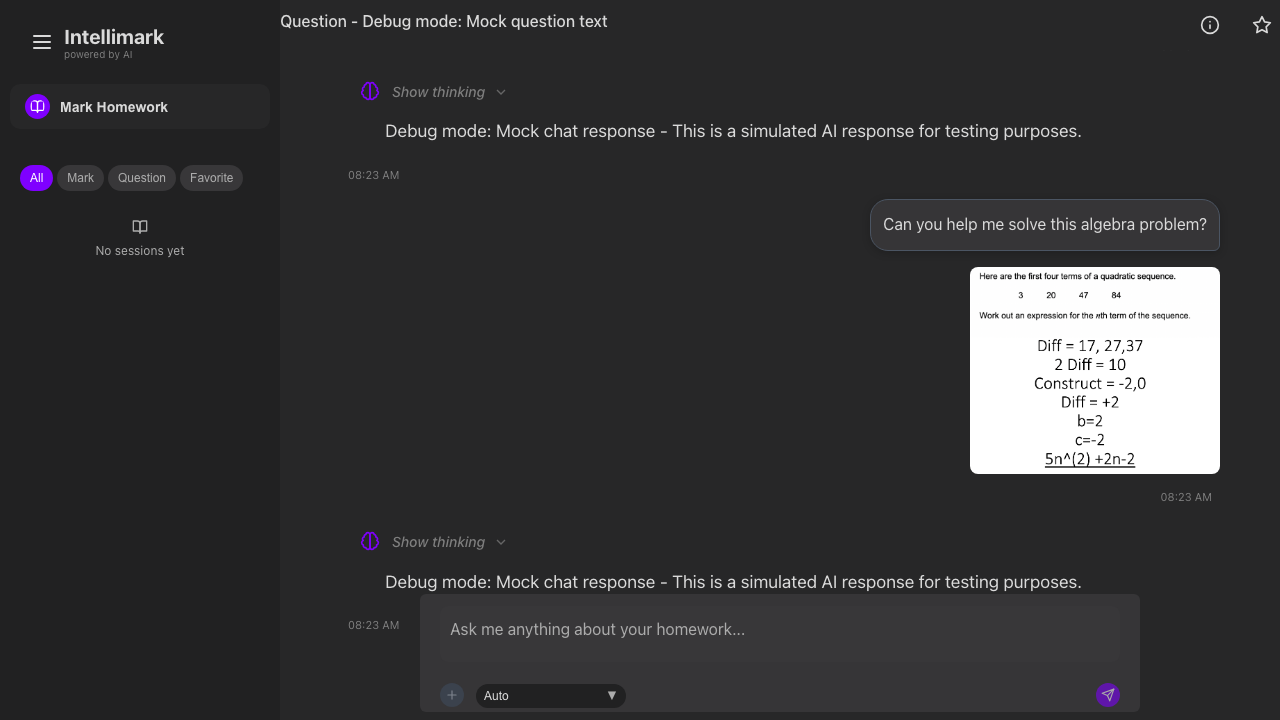 Intellimark
powered by AI
Mark Homework
All
Mark
Question
Favorite
No sessions yet
Question - Debug mode: Mock question text
Show thinking
Debug mode: Mock chat response - This is a simulated AI response for testing purposes.
08:23 AM
Can you help me solve this algebra problem?
Here are the first four terms of a quadratic sequence.
3 20 47 84
Work out an expression for the nth term of the sequence.
Diff = 17, 27,37
2 Diff = 10
Construct = -2,0
Diff = +2
b=2
c=-2
5n^(2) +2n-2
08:23 AM
Show thinking
Debug mode: Mock chat response - This is a simulated AI response for testing purposes.
08:23 AM
Ask me anything about your homework...
Auto